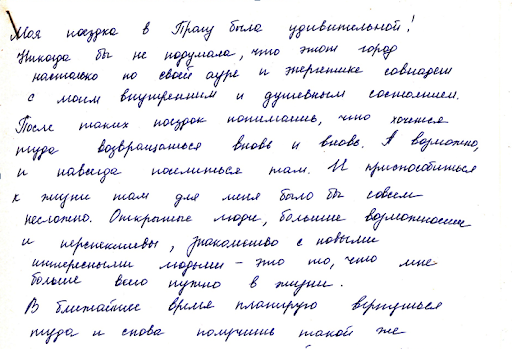 Моя поездка в Прагу была удивительной!
Никогда бы не подумала, что этот город
настолько по своей ауре и энергетике совпадет
с моим внутренним и душевным состоянием.
После таких поездок понимаешь, что хочется
туда возвращаться вновь и вновь. А возможно,
и навсегда поселиться там. И приспособиться
к жизни там для меня было бы совсем
несложно. Открытые люди, большие возможности
и перспективы, знакомство с новыми
интересными людьми – это то, что мне
больше всего нужно в жизни.
В ближайшее время планирую вернуться
туда и снова получить такой же